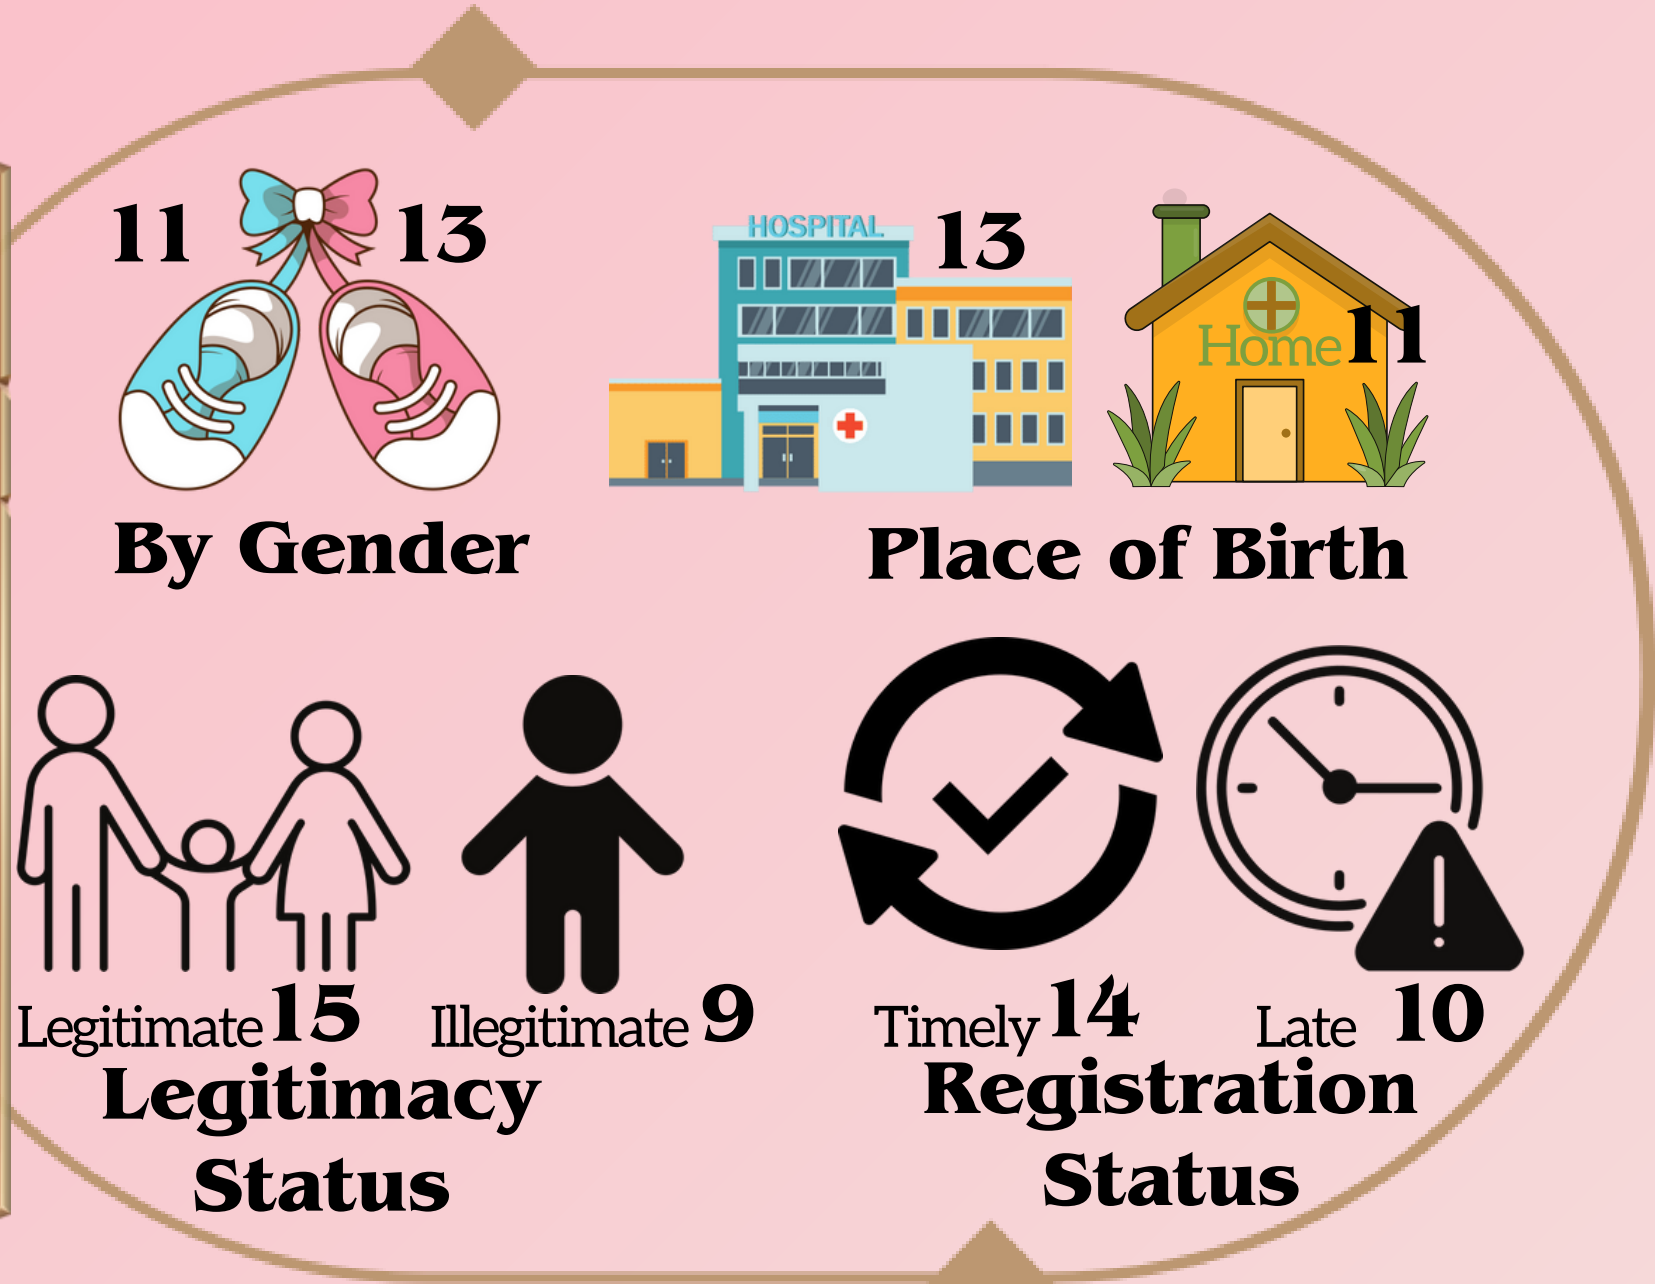 11 13
HOSPITAL 13
Home 11
By Gender
Place of Birth
Legitimate 15 Illegitimate 9
Legitimacy
Status
Timely 14 Late 10
Registration
Status